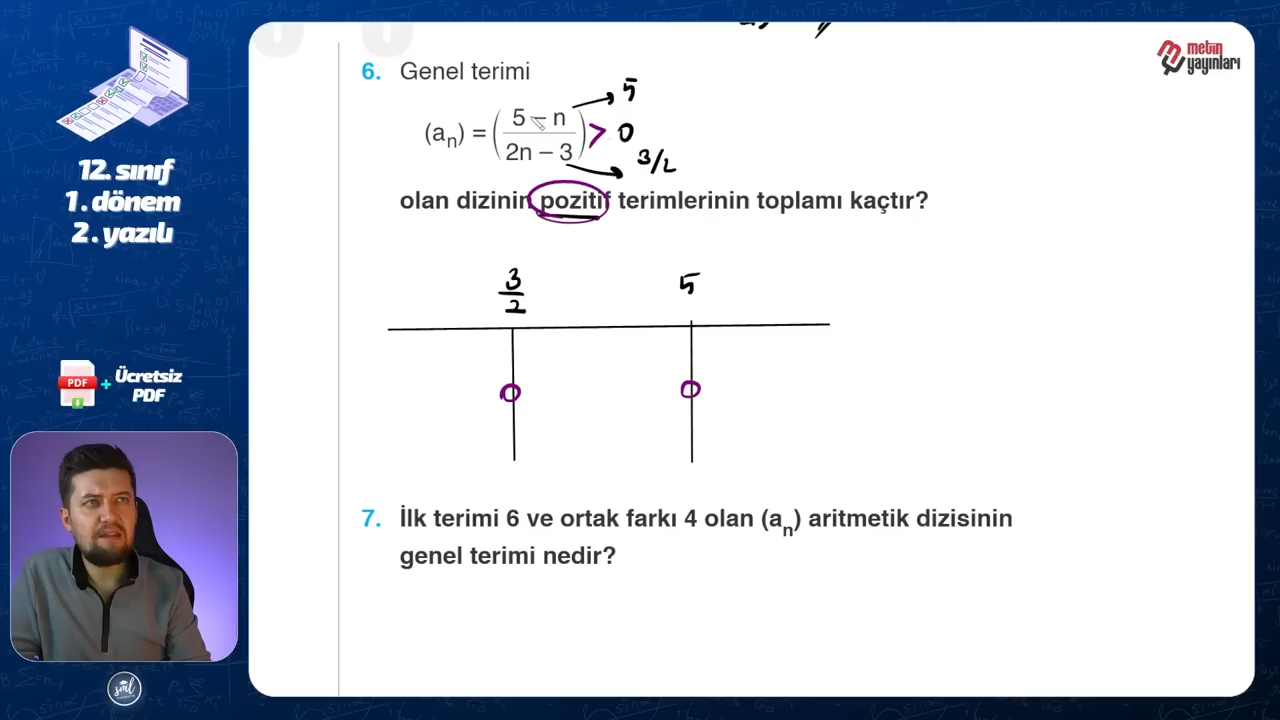 12. sınıf
1. dönem
2. yazılı
PDF
+
Ücretsiz
PDF
sml
metin
yayınları
6. Genel terimi
(aₙ) = ( 5 – n / 2n – 3 ) > 0
5
3/2
olan dizinin pozitif terimlerinin toplamı kaçtır?
3/2 5
0 0
7. İlk terimi 6 ve ortak farkı 4 olan (aₙ) aritmetik dizisinin
genel terimi nedir?